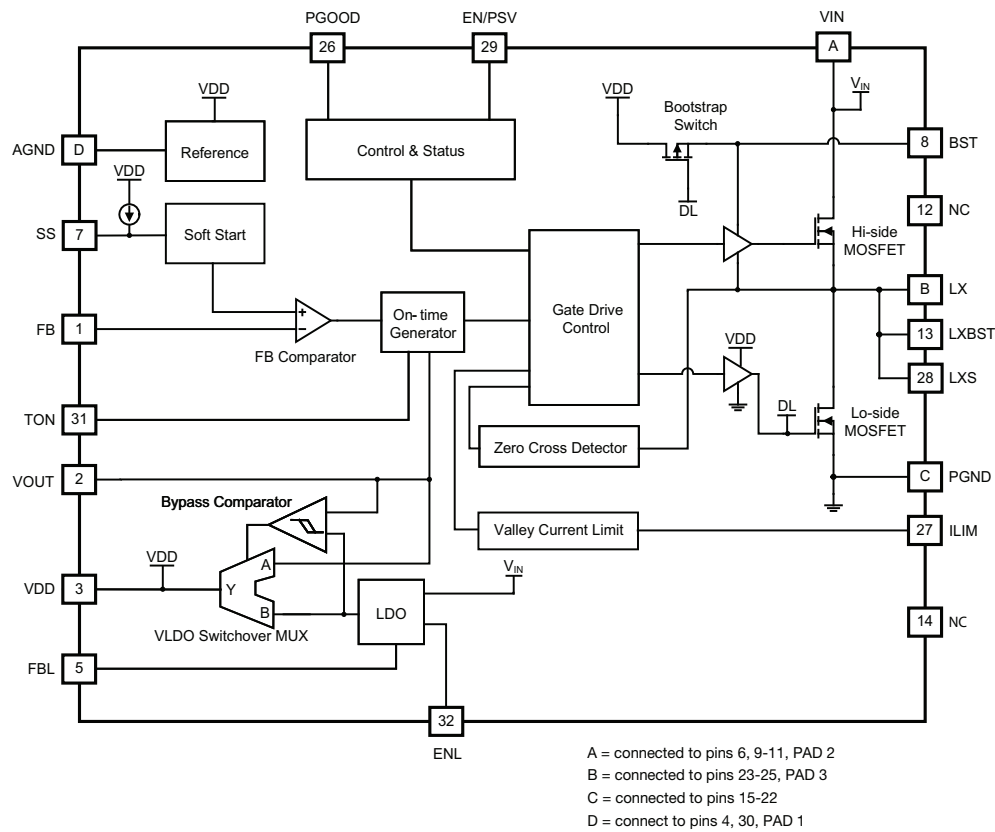 PGOOD
EN/PSV
VIN
26
29
A
VDD
VDD
Bootstrap
Switch
VIN
AGND
D
Reference
Control & Status
8
BST
VDD
DL
12
NC
SS
7
Soft Start
Hi-side
MOSFET
+
−
On-time
Generator
Gate Drive
Control
B
LX
FB
1
FB Comparator
13
LXBST
VDD
28
LXS
TON
31
DL
Lo-side
MOSFET
Zero Cross Detector
VOUT
2
C
PGND
Bypass Comparator
Valley Current Limit
27
ILIM
VDD
A
VIN
VDD
3
Y
B
LDO
14
NC
VLDO Switchover MUX
FBL
5
32
ENL
A = connected to pins 6, 9-11, PAD 2
B = connected to pins 23-25, PAD 3
C = connected to pins 15-22
D = connect to pins 4, 30, PAD 1